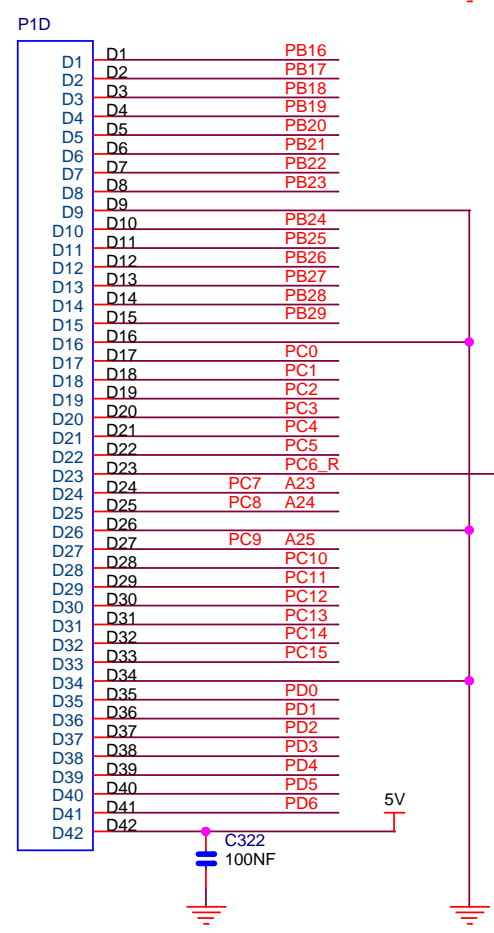 P1D
D1 D1 PB16
D2 D2 PB17
D3 D3 PB18
D4 D4 PB19
D5 D5 PB20
D6 D6 PB21
D7 D7 PB22
D8 D8 PB23
D9 D9
D10 D10 PB24
D11 D11 PB25
D12 D12 PB26
D13 D13 PB27
D14 D14 PB28
D15 D15 PB29
D16 D16
D17 D17 PC0
D18 D18 PC1
D19 D19 PC2
D20 D20 PC3
D21 D21 PC4
D22 D22 PC5
D23 D23 PC6_R
D24 D24 PC7 A23
D25 D25 PC8 A24
D26 D26
D27 D27 PC9 A25
D28 D28 PC10
D29 D29 PC11
D30 D30 PC12
D31 D31 PC13
D32 D32 PC14
D33 D33 PC15
D34 D34
D35 D35 PD0
D36 D36 PD1
D37 D37 PD2
D38 D38 PD3
D39 D39 PD4
D40 D40 PD5
D41 D41 PD6 5V
D42 D42
C322
100NF